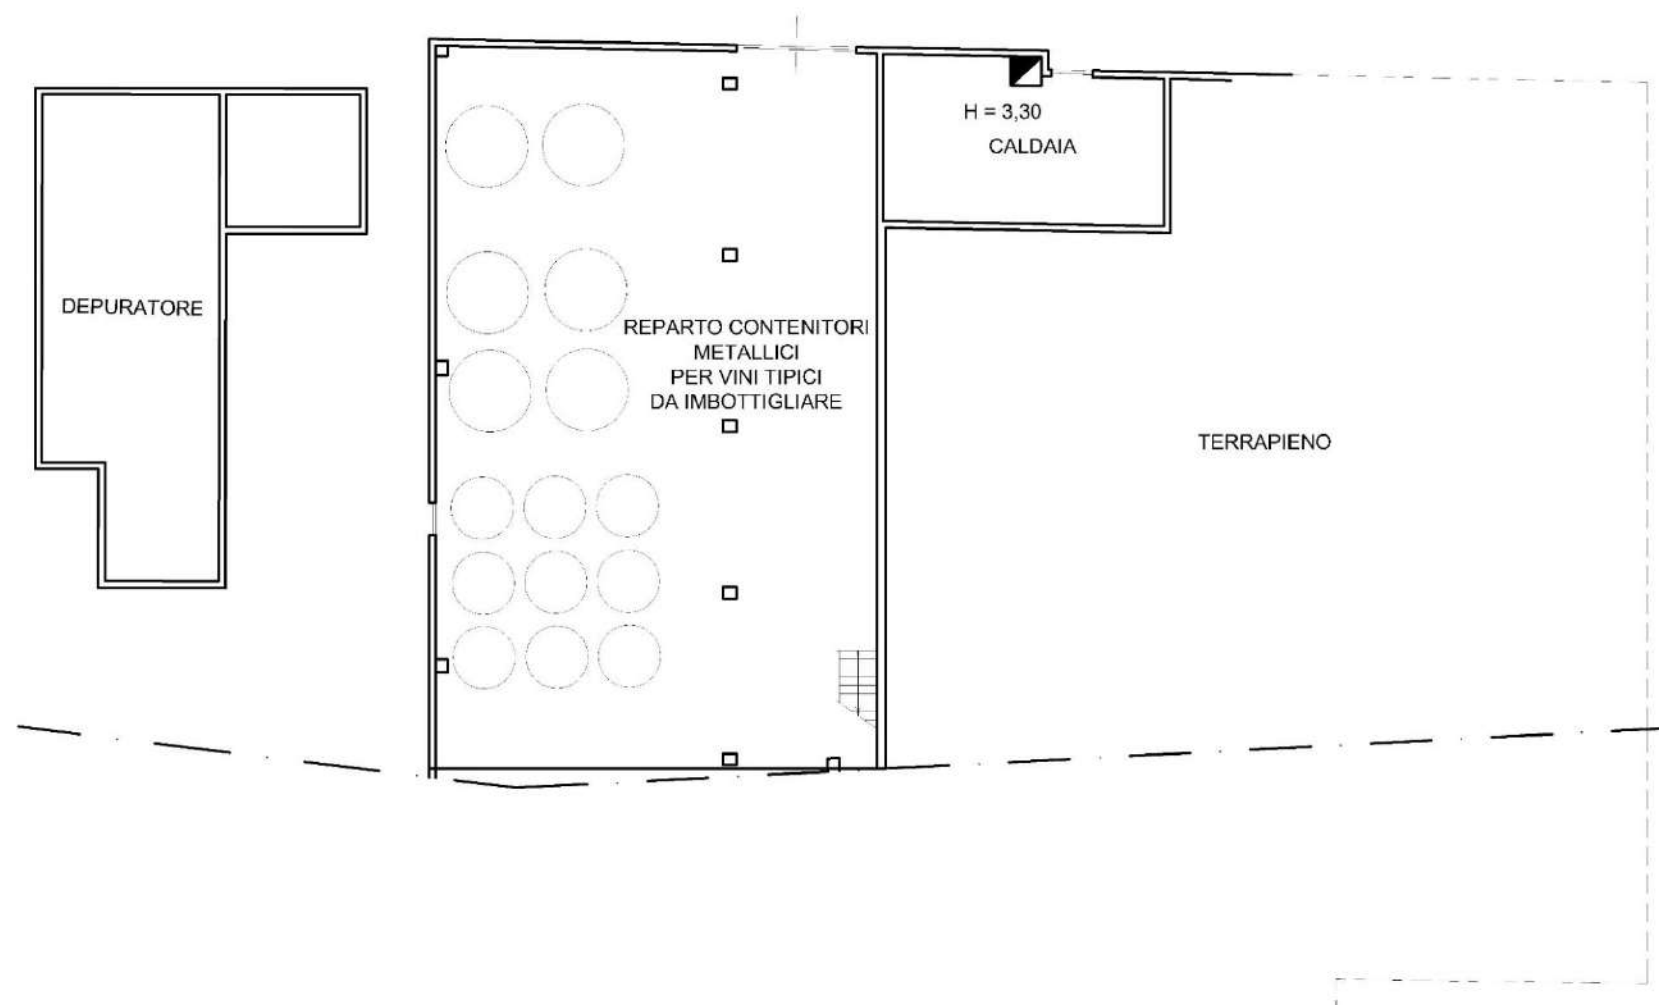 H = 3,30
CALDAIA
DEPURATORE
REPARTO CONTENITORI
METALLICI
PER VINI TIPICI
DA IMBOTTIGLIARE
TERRAPIENO